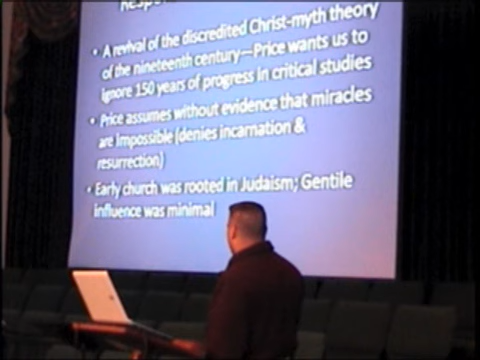 Respon
• A revival of the discredited Christ-myth theory
of the nineteenth century—Price wants us to
ignore 150 years of progress in critical studies
• Price assumes without evidence that miracles
are impossible (denies incarnation &
resurrection)
• Early church was rooted in Judaism; Gentile
influence was minimal